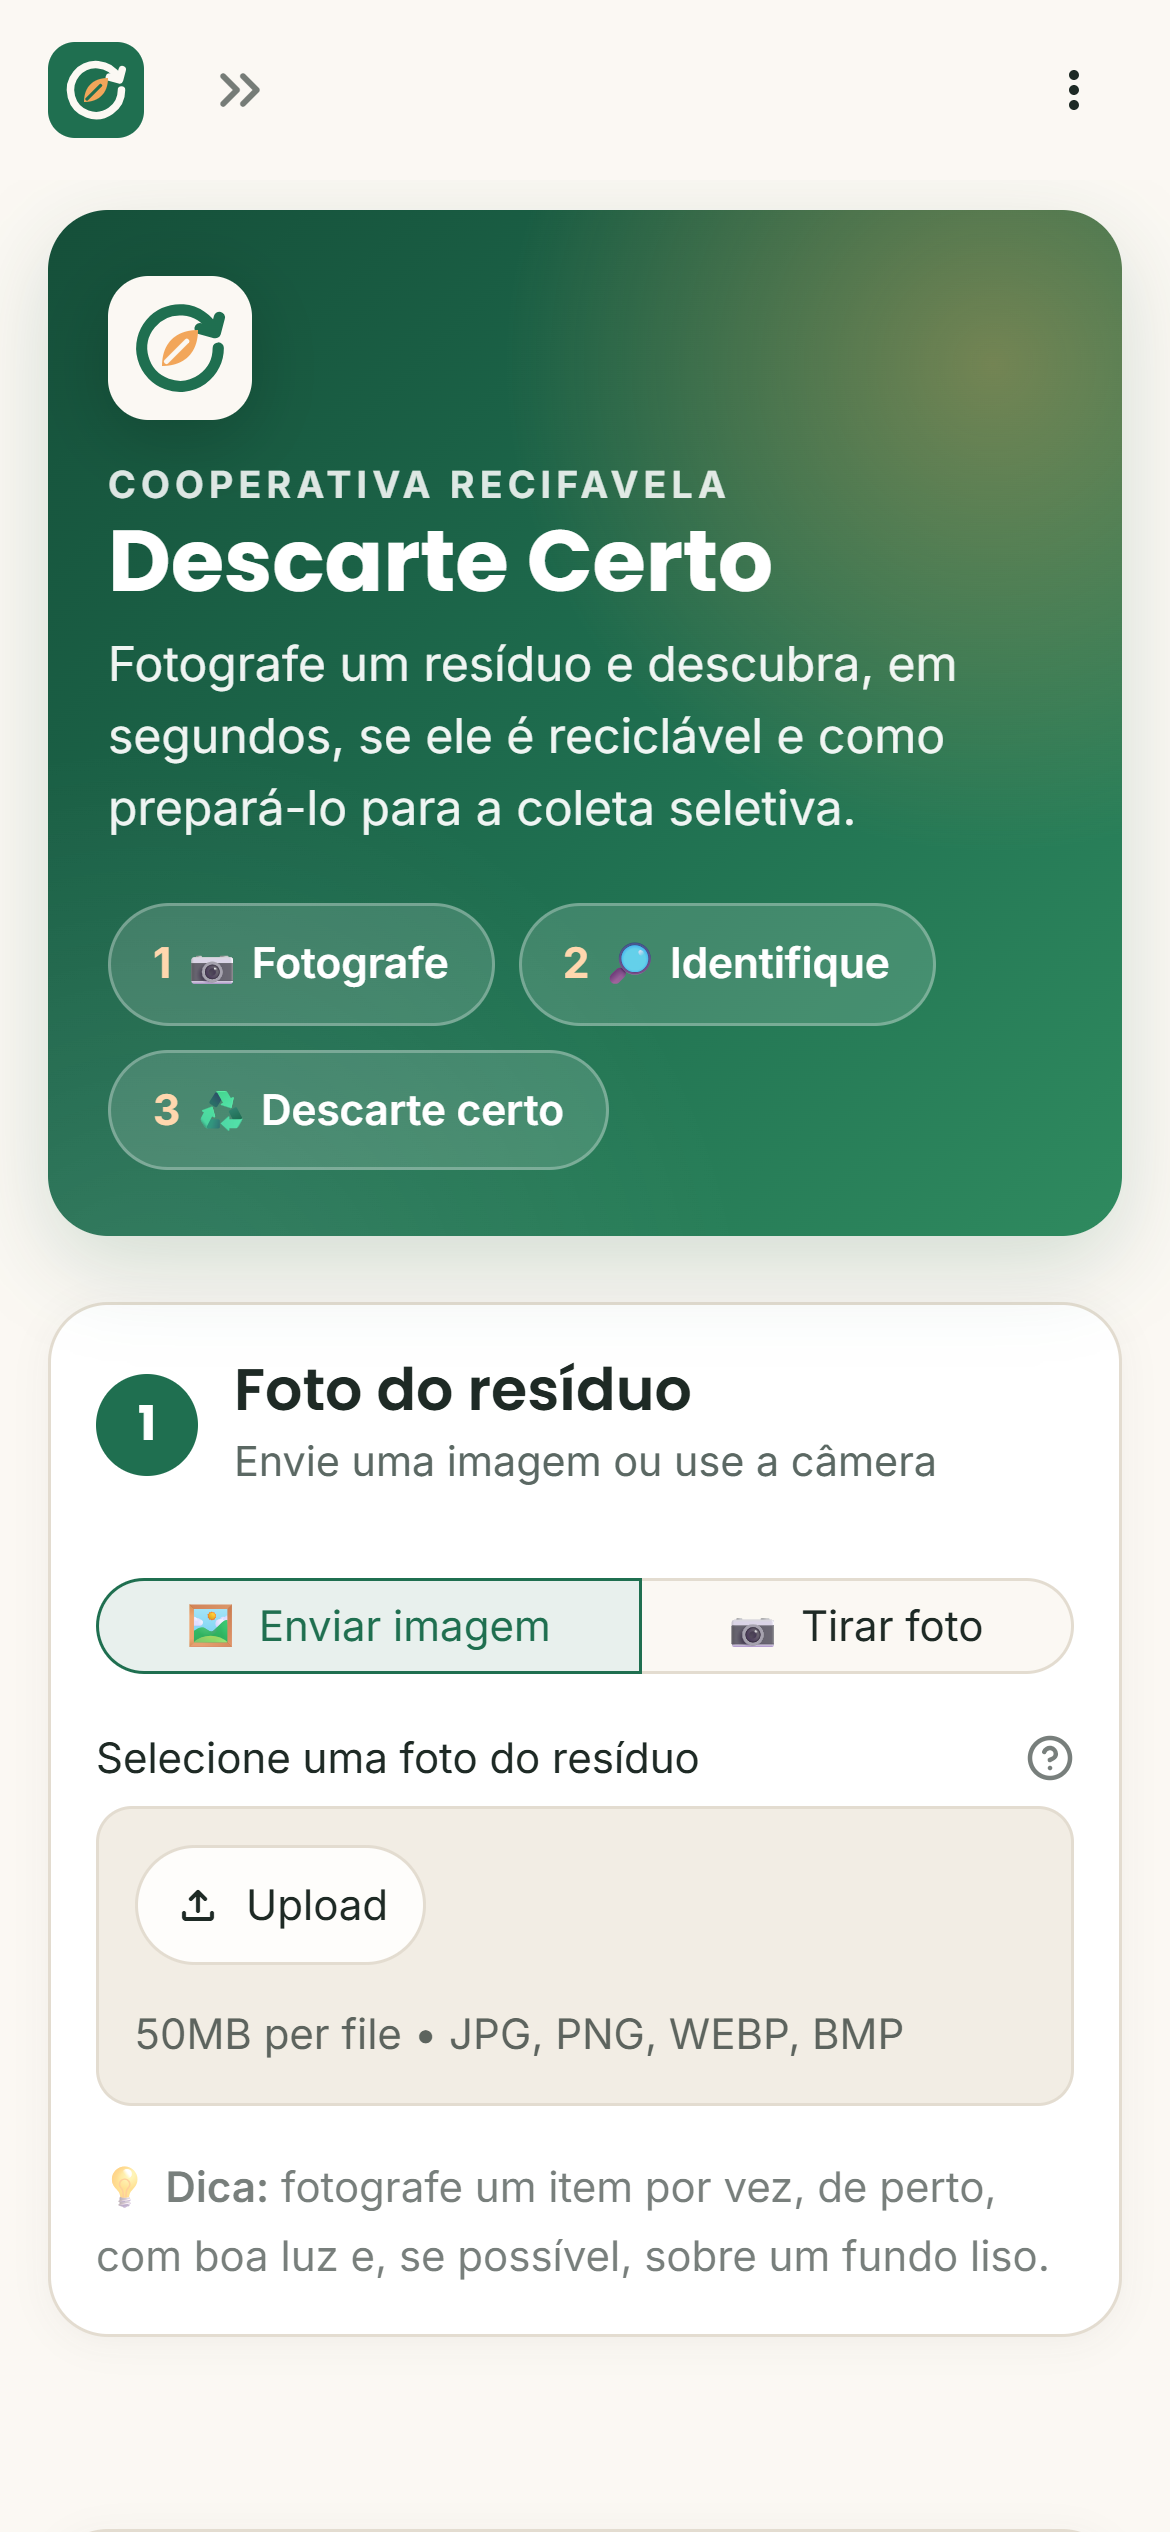 COOPERATIVA RECIFAVELA
Descarte Certo
Fotografe um resíduo e descubra, em
segundos, se ele é reciclável e como
prepará-lo para a coleta seletiva.
1 📷 Fotografe
2 🔎 Identifique
3 ♻️ Descarte certo
1
Foto do resíduo
Envie uma imagem ou use a câmera
🖼️ Enviar imagem
📷 Tirar foto
Selecione uma foto do resíduo
Upload
50MB per file • JPG, PNG, WEBP, BMP
💡 Dica: fotografe um item por vez, de perto,
com boa luz e, se possível, sobre um fundo liso.